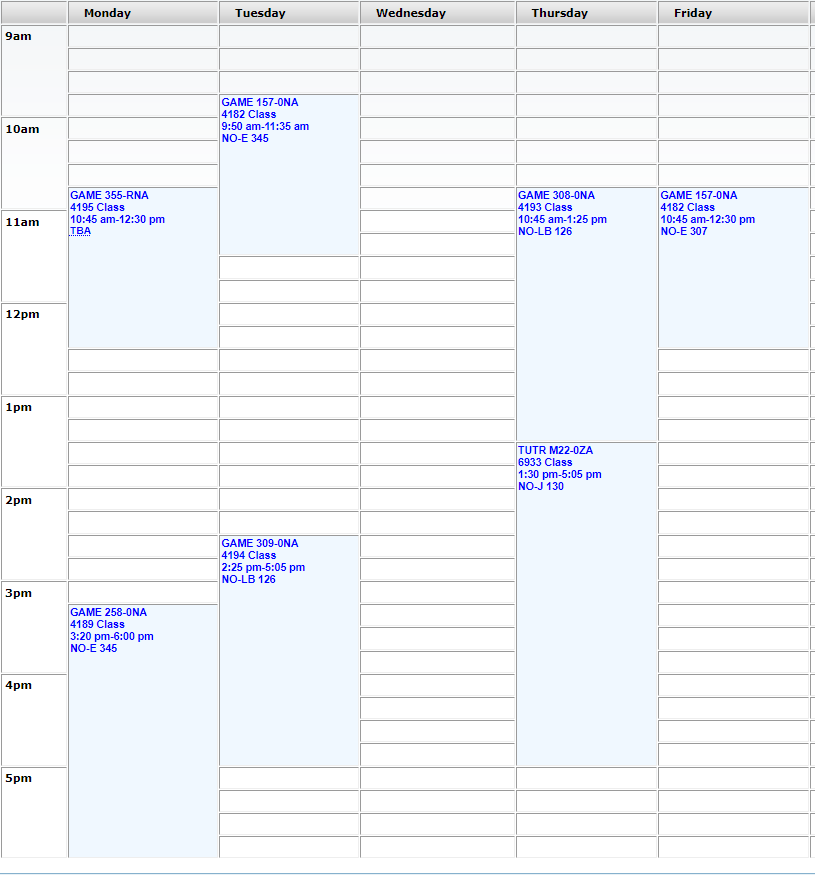 Monday Tuesday Wednesday Thursday Friday
9am
GAME 157-0NA
4182 Class
9:50 am-11:35 am
NO-E 345
10am
GAME 355-RNA
4195 Class
10:45 am-12:30 pm
TBA
GAME 308-0NA
4193 Class
10:45 am-1:25 pm
NO-LB 126
GAME 157-0NA
4182 Class
10:45 am-12:30 pm
NO-E 307
11am
12pm
1pm
TUTR M22-0ZA
6933 Class
1:30 pm-5:05 pm
NO-J 130
2pm
GAME 309-0NA
4194 Class
2:25 pm-5:05 pm
NO-LB 126
3pm
GAME 258-0NA
4189 Class
3:20 pm-6:00 pm
NO-E 345
4pm
5pm